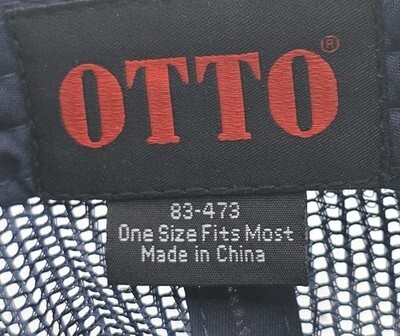 OTTO®
83-473
One Size Fits Most
Made in China